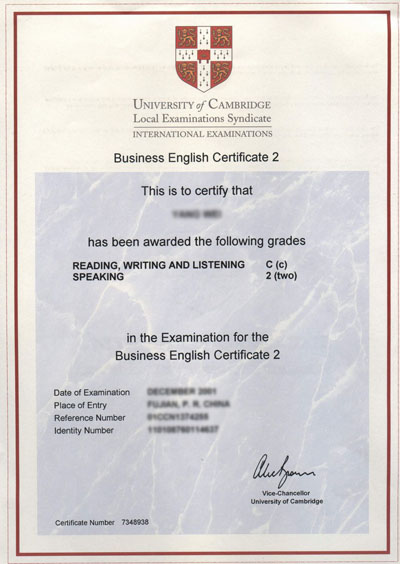 UNIVERSITY of CAMBRIDGE
Local Examinations Syndicate
INTERNATIONAL EXAMINATIONS
Business English Certificate 2
This is to certify that
has been awarded the following grades
READING, WRITING AND LISTENING C (c)
SPEAKING 2 (two)
in the Examination for the
Business English Certificate 2
Date of Examination
Place of Entry
Reference Number
Identity Number
Vice-Chancellor
University of Cambridge
Certificate Number 7348938